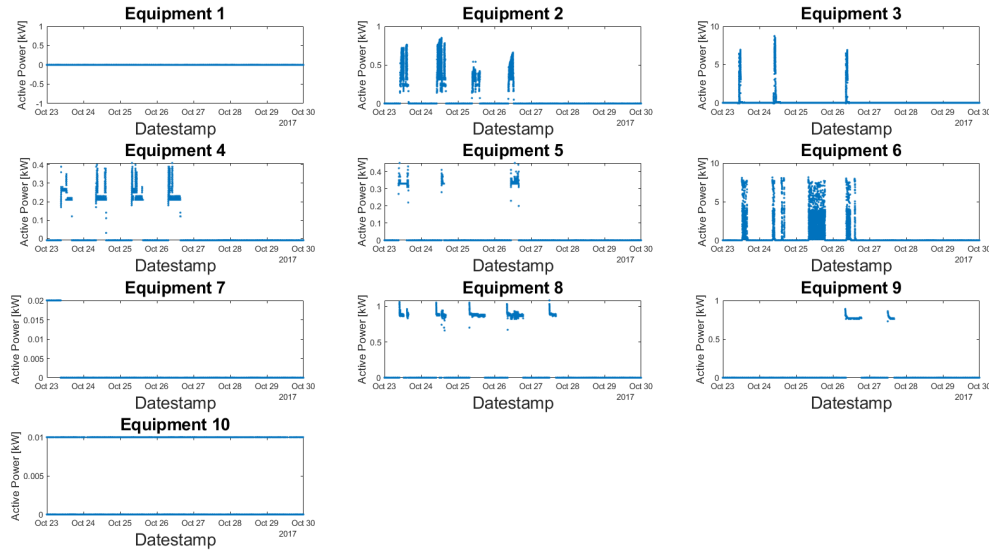 Equipment 1
Active Power [kW]
1
0.5
0
-0.5
-1
Oct 23 Oct 24 Oct 25 Oct 26 Oct 27 Oct 28 Oct 29 Oct 30
Datestamp
2017
Equipment 2
Active Power [kW]
1
0.5
0
Oct 23 Oct 24 Oct 25 Oct 26 Oct 27 Oct 28 Oct 29 Oct 30
Datestamp
2017
Equipment 3
Active Power [kW]
10
5
0
Oct 23 Oct 24 Oct 25 Oct 26 Oct 27 Oct 28 Oct 29 Oct 30
Datestamp
2017
Equipment 4
Active Power [kW]
0.4
0.3
0.2
0.1
0
Oct 23 Oct 24 Oct 25 Oct 26 Oct 27 Oct 28 Oct 29 Oct 30
Datestamp
2017
Equipment 5
Active Power [kW]
0.4
0.3
0.2
0.1
0
Oct 23 Oct 24 Oct 25 Oct 26 Oct 27 Oct 28 Oct 29 Oct 30
Datestamp
2017
Equipment 6
Active Power [kW]
10
5
0
Oct 23 Oct 24 Oct 25 Oct 26 Oct 27 Oct 28 Oct 29 Oct 30
Datestamp
2017
Equipment 7
Active Power [kW]
0.02
0.015
0.01
0.005
0
Oct 23 Oct 24 Oct 25 Oct 26 Oct 27 Oct 28 Oct 29 Oct 30
Datestamp
2017
Equipment 8
Active Power [kW]
1
0.5
0
Oct 23 Oct 24 Oct 25 Oct 26 Oct 27 Oct 28 Oct 29 Oct 30
Datestamp
2017
Equipment 9
Active Power [kW]
1
0.5
0
Oct 23 Oct 24 Oct 25 Oct 26 Oct 27 Oct 28 Oct 29 Oct 30
Datestamp
2017
Equipment 10
Active Power [kW]
0.01
0.005
0
Oct 23 Oct 24 Oct 25 Oct 26 Oct 27 Oct 28 Oct 29 Oct 30
Datestamp
2017